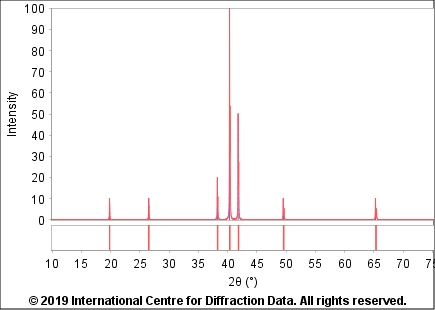 100
90
80
70
60
50
40
30
20
10
0
Intensity
10 15 20 25 30 35 40 45 50 55 60 65 70 75
2θ (°)
© 2019 International Centre for Diffraction Data. All rights reserved.